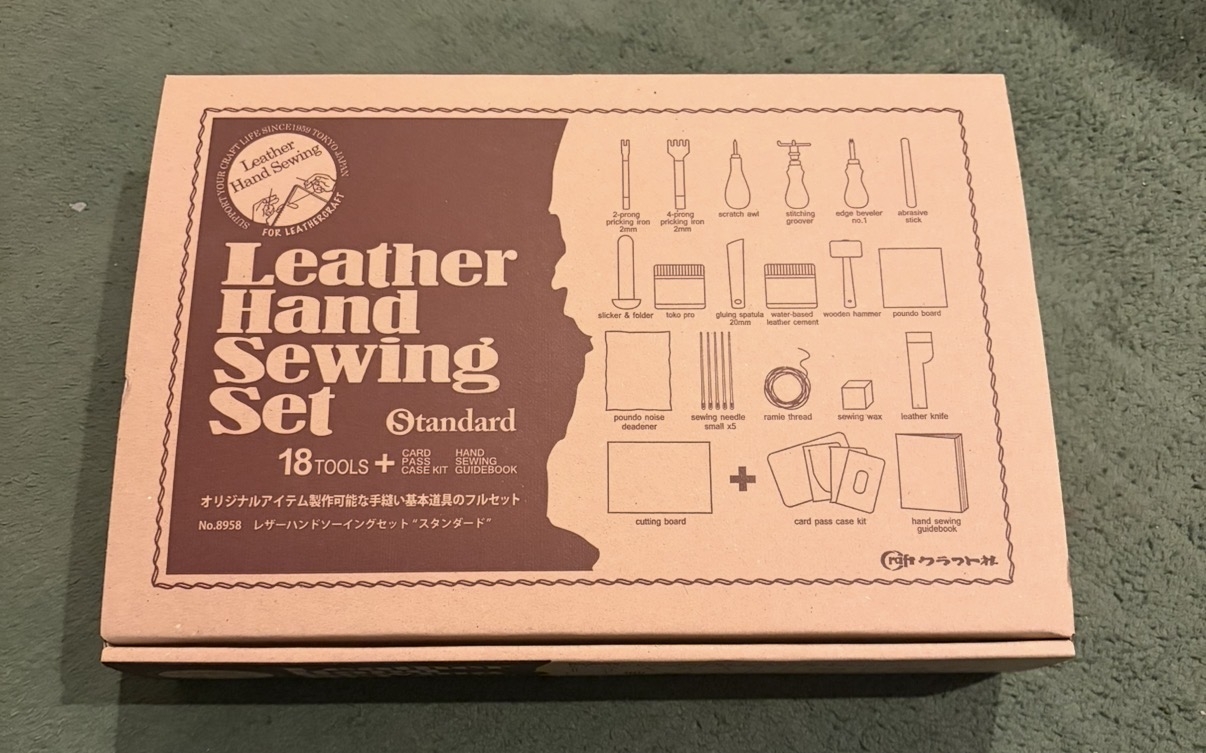 SUPPORT YOUR CRAFT LIFE SINCE1959 TOKYO JAPAN
Leather
Hand Sewing
FOR LEATHERCRAFT
Leather
Hand
Sewing
Set
Standard
18 TOOLS +
CARD
PASS
CASE KIT
HAND
SEWING
GUIDEBOOK
オリジナルアイテム製作可能な手縫い基本道具のフルセット
No.8958 レザーハンドソーイングセット“スタンダード”
2-prong
pricking iron
2mm
4-prong
pricking iron
2mm
scratch awl
stitching
groover
edge beveler
no.1
abrasive
stick
slicker & folder
toko pro
gluing spatula
20mm
water-based
leather cement
wooden hammer
poundo board
poundo noise
deadener
sewing needle
small x5
ramie thread
sewing wax
leather knife
cutting board
+
card pass case kit
hand sewing
guidebook
Craft クラフト社